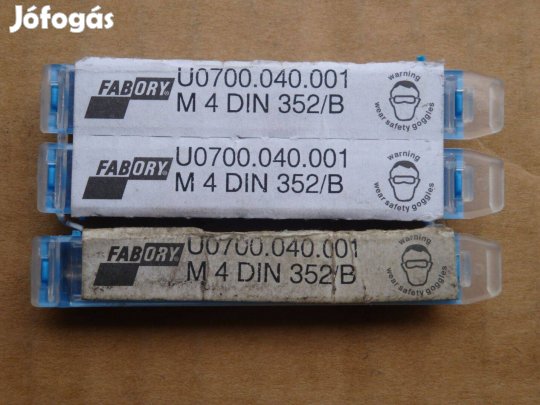 Jófogás
FABORY U0700.040.001
M 4 DIN 352/B
warning
wear safety goggles
FABORY U0700.040.001
M 4 DIN 352/B
warning
wear safety goggles
FABORY U0700.040.001
M 4 DIN 352/B
warning
wear safety goggles